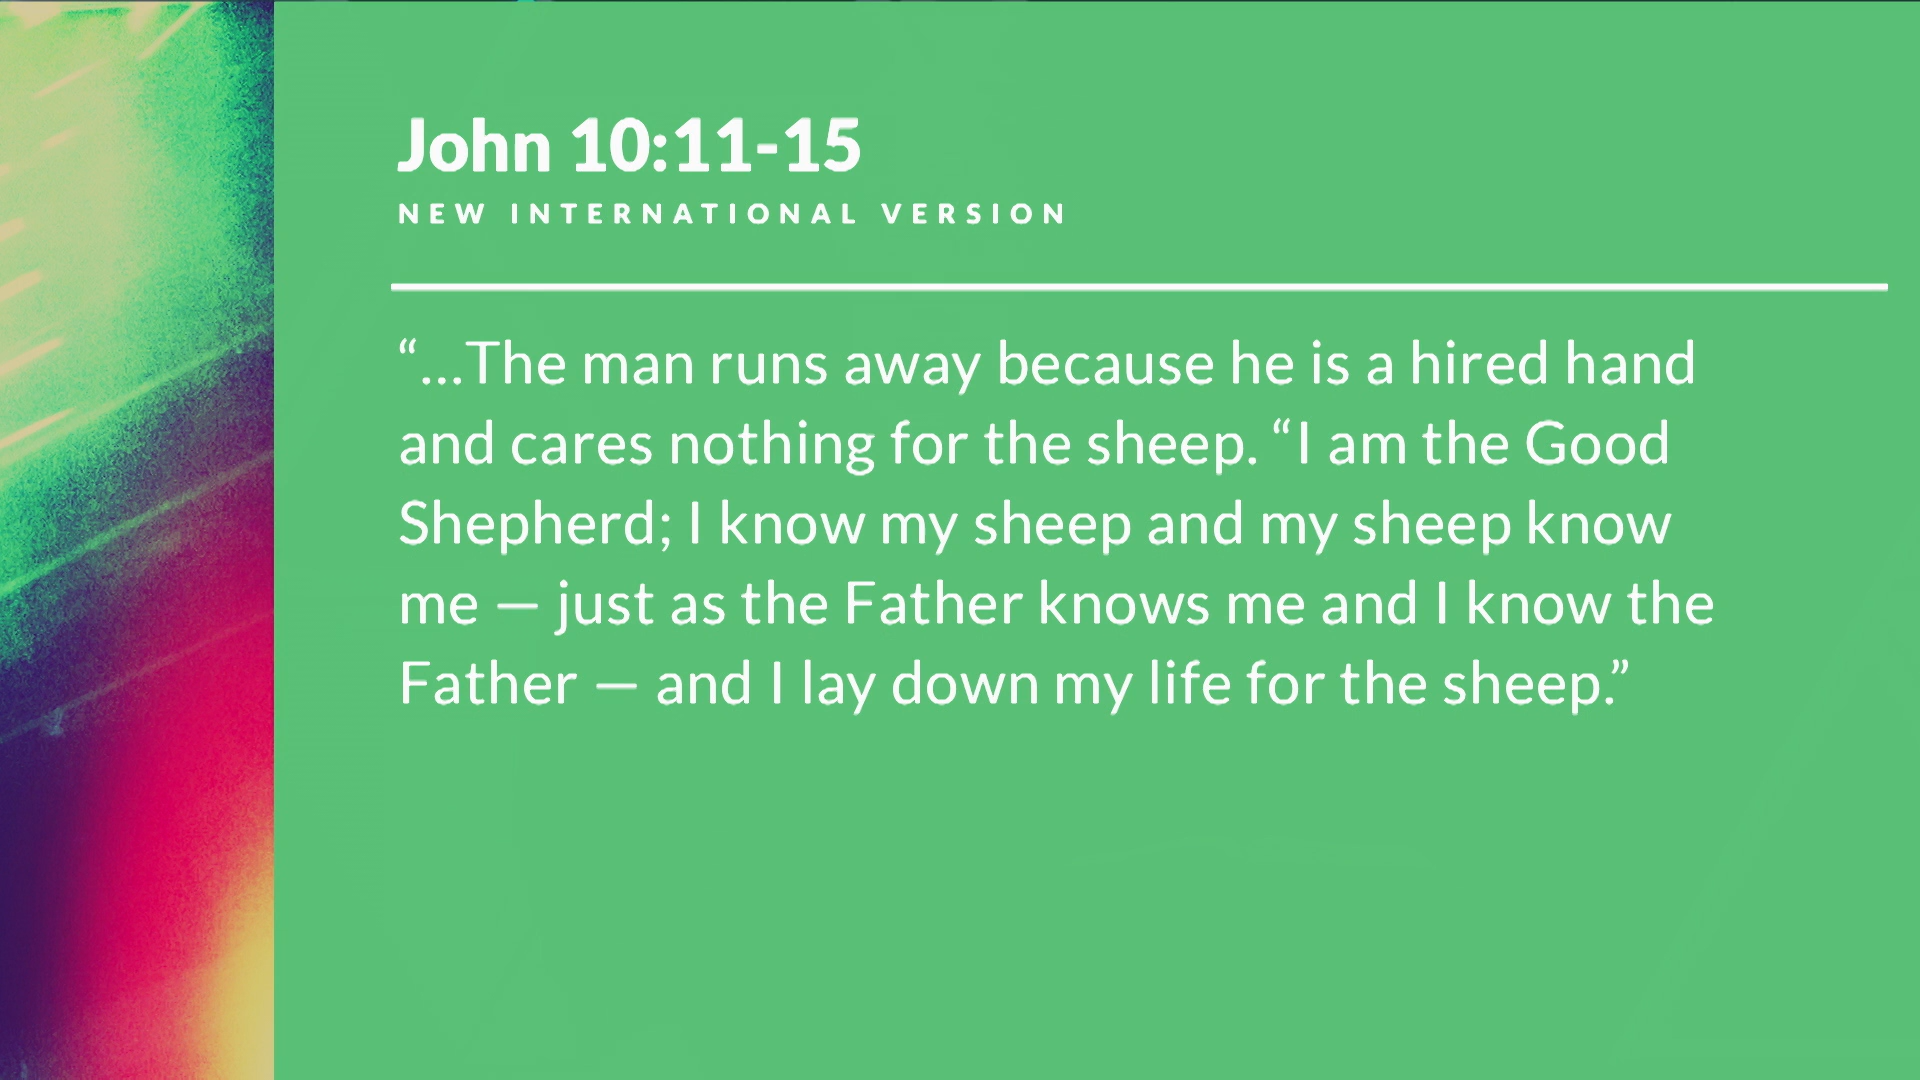 John 10:11-15
NEW INTERNATIONAL VERSION
“…The man runs away because he is a hired hand
and cares nothing for the sheep. “I am the Good
Shepherd; I know my sheep and my sheep know
me — just as the Father knows me and I know the
Father — and I lay down my life for the sheep.”